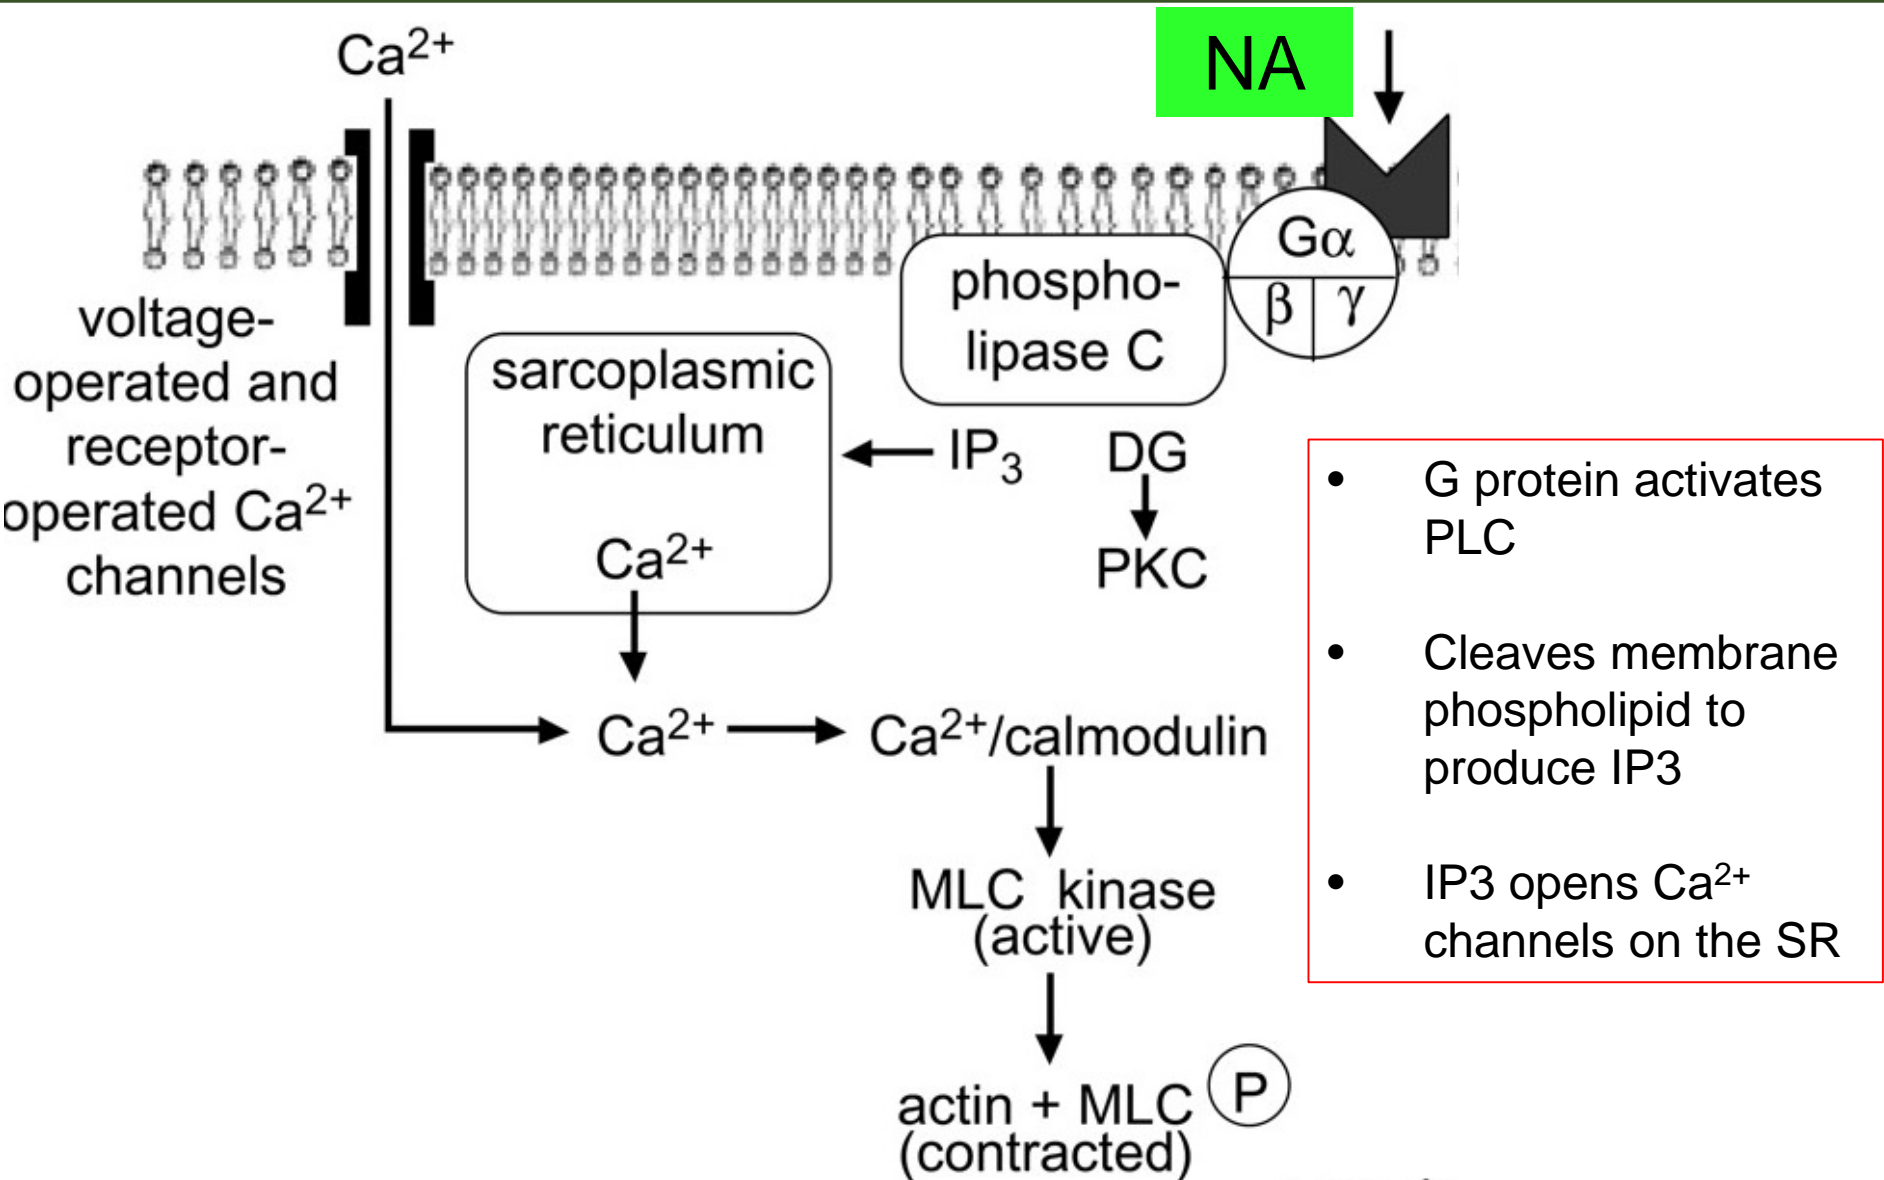 Ca²⁺
NA
Gα
β γ
phospho-
lipase C
voltage-
operated and
receptor-
operated Ca²⁺
channels
sarcoplasmic
reticulum
Ca²⁺
IP₃
DG
PKC
Ca²⁺
Ca²⁺/calmodulin
MLC kinase
(active)
actin + MLC P
(contracted)
• G protein activates
PLC
• Cleaves membrane
phospholipid to
produce IP3
• IP3 opens Ca²⁺
channels on the SR